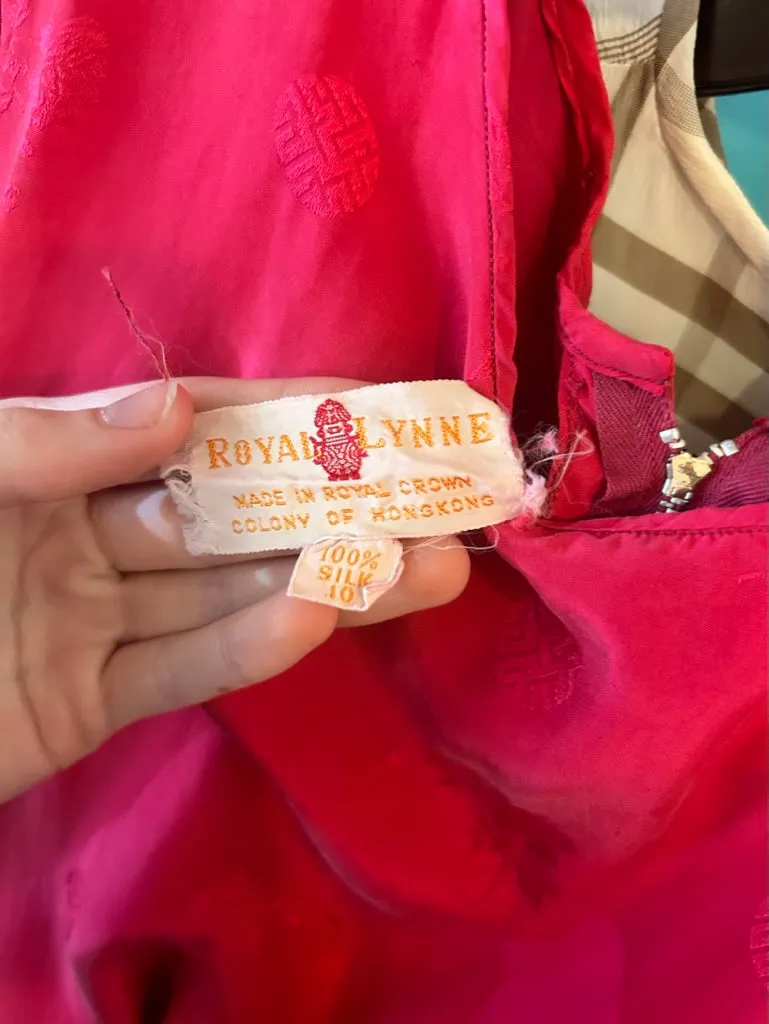 ROYAL LYNNE
MADE IN ROYAL CROWN
COLONY OF HONGKONG
100%
SILK
10